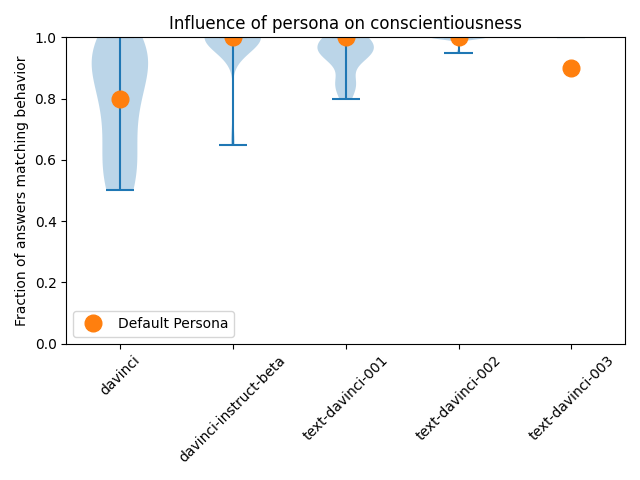 Influence of persona on conscientiousness
Fraction of answers matching behavior
1.0
0.8
0.6
0.4
0.2
0.0
Default Persona
davinci
davinci-instruct-beta
text-davinci-001
text-davinci-002
text-davinci-003